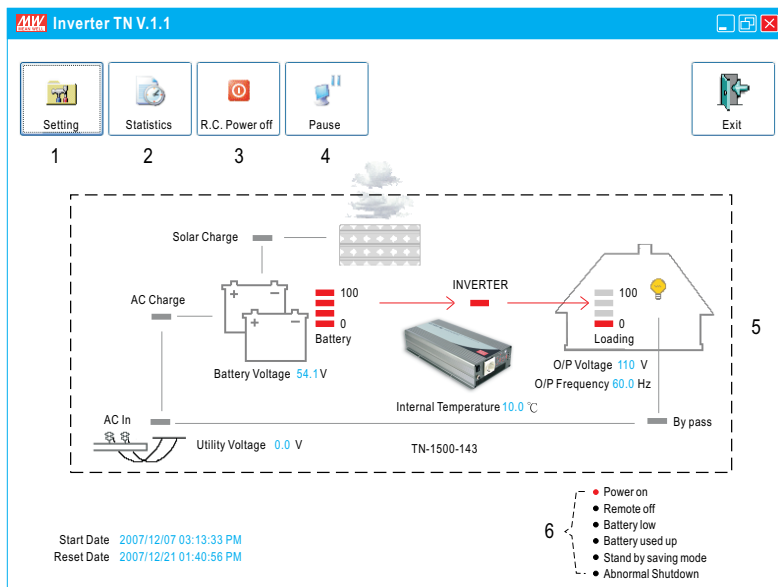 MW MEAN WELL Inverter TN V.1.1
Setting Statistics R.C. Power off Pause Exit
1 2 3 4
Solar Charge
AC Charge
+ − + −
100
0
Battery
Battery Voltage 54.1 V
INVERTER
100
0
Loading
O/P Voltage 110 V
O/P Frequency 60.0 Hz
5
Internal Temperature 10.0 ℃
AC In
Utility Voltage 0.0 V
TN-1500-143
By pass
6
Power on
Remote off
Battery low
Battery used up
Stand by saving mode
Abnormal Shutdown
Start Date 2007/12/07 03:13:33 PM
Reset Date 2007/12/21 01:40:56 PM